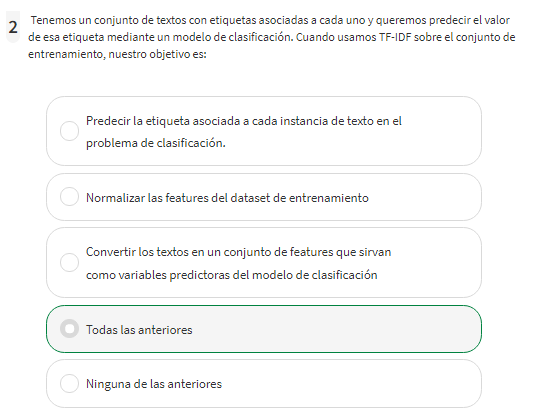 2
Tenemos un conjunto de textos con etiquetas asociadas a cada uno y queremos predecir el valor
de esa etiqueta mediante un modelo de clasificación. Cuando usamos TF-IDF sobre el conjunto de
entrenamiento, nuestro objetivo es:
Predecir la etiqueta asociada a cada instancia de texto en el
problema de clasificación.
Normalizar las features del dataset de entrenamiento
Convertir los textos en un conjunto de features que sirvan
como variables predictoras del modelo de clasificación
Todas las anteriores
Ninguna de las anteriores